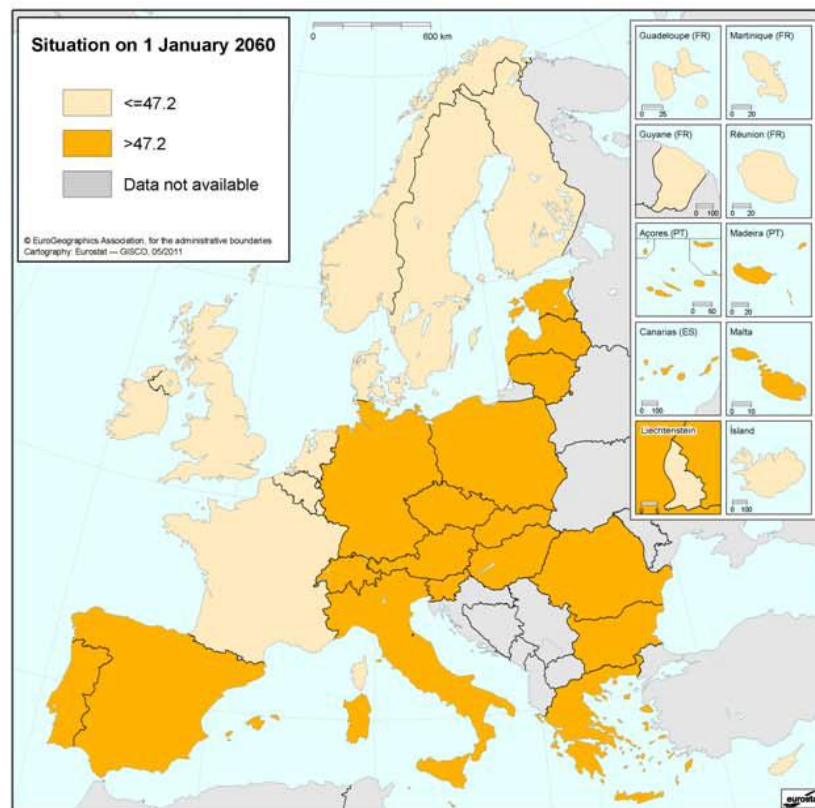 Situation on 1 January 2060
<=47.2
>47.2
Data not available
© EuroGeographics Association, for the administrative boundaries
Cartography: Eurostat — GISCO, 05/2011
0 600 km
Guadeloupe (FR)
0 25
Martinique (FR)
0 20
Guyane (FR)
0 100
Réunion (FR)
0 20
Açores (PT)
0 50
Madeira (PT)
0 20
Canarias (ES)
0 100
Malta
0 10
Liechtenstein
Ísland
0 100
eurostat